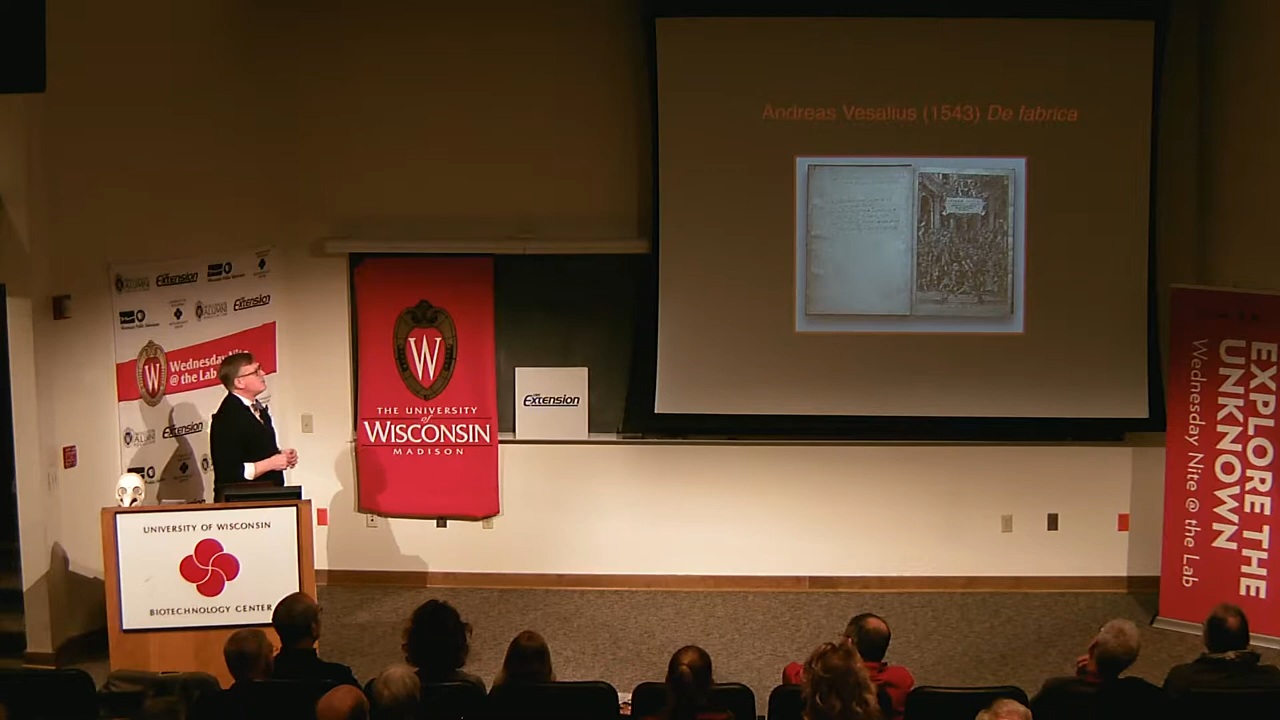 Andreas Vesalius (1543) De fabrica
Extension
Extension
Wednesday Nite
@ the Lab
W
Extension
W
THE UNIVERSITY
of
WISCONSIN
MADISON
Extension
UNIVERSITY OF WISCONSIN
BIOTECHNOLOGY CENTER
EXPLORE THE
UNKNOWN
Wednesday Nite @ the Lab